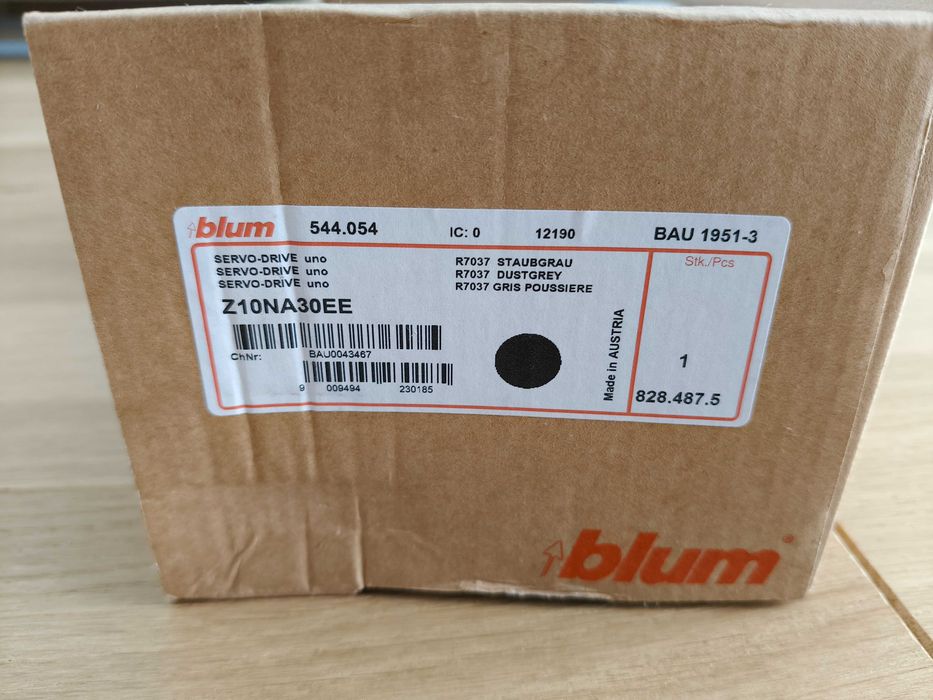 blum 544.054 IC: 0 12190 BAU 1951-3
SERVO-DRIVE uno R7037 STAUBGRAU
SERVO-DRIVE uno R7037 DUSTGREY
SERVO-DRIVE uno R7037 GRIS POUSSIERE
Z10NA30EE
ChNr: BAU0043467
9 009494 230185
Made in AUSTRIA
Stk./Pcs
1
828.487.5
blum®